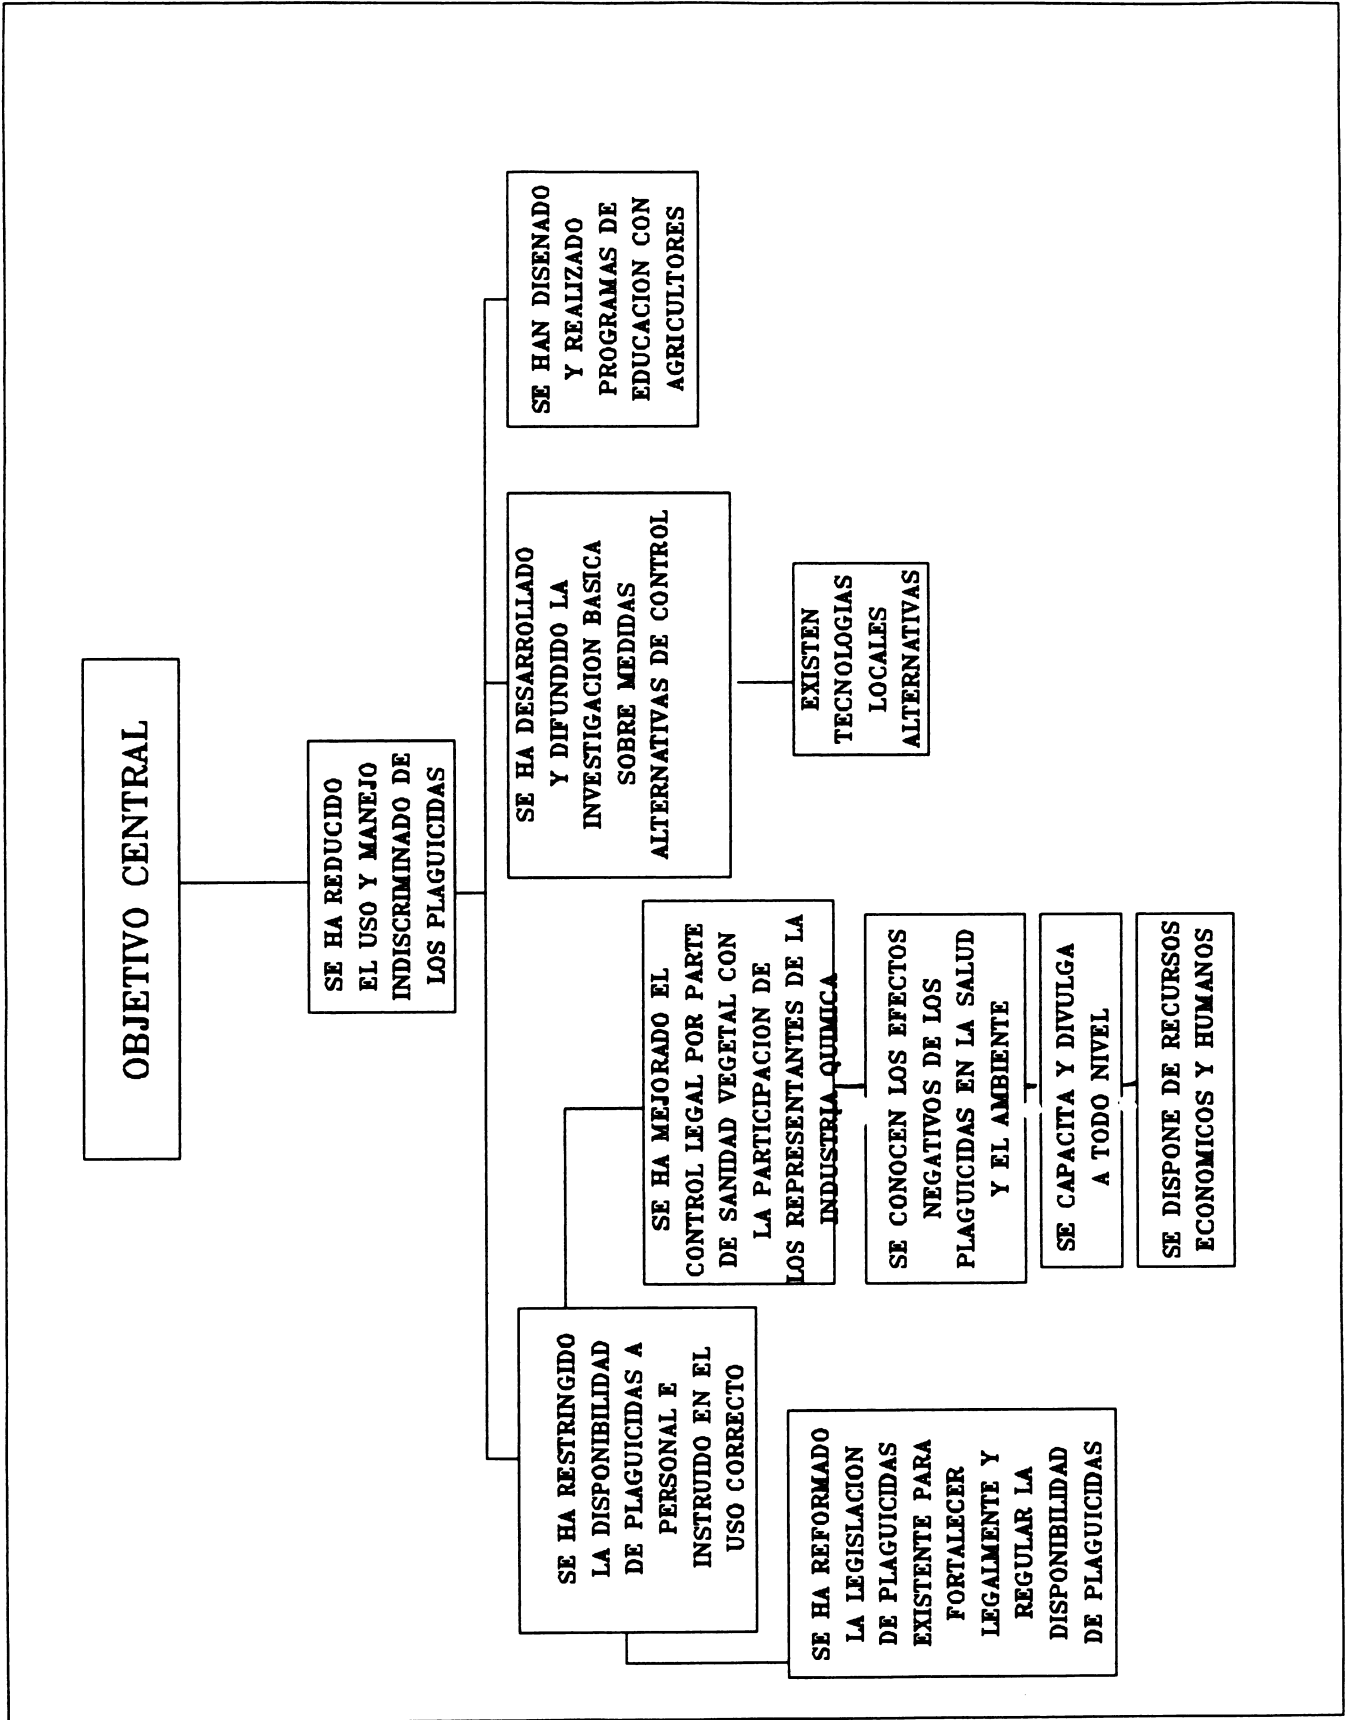 OBJETIVO CENTRAL
SE HA REDUCIDO
EL USO Y MANEJO
INDISCRIMINADO DE
LOS PLAGUICIDAS
SE HA RESTRINGIDO
LA DISPONIBILIDAD
DE PLAGUICIDAS A
PERSONAL E
INSTRUIDO EN EL
USO CORRECTO
SE HA REFORMADO
LA LEGISLACION
DE PLAGUICIDAS
EXISTENTE PARA
FORTALECER
LEGALMENTE Y
REGULAR LA
DISPONIBILIDAD
DE PLAGUICIDAS
SE HA MEJORADO EL
CONTROL LEGAL POR PARTE
DE SANIDAD VEGETAL CON
LA PARTICIPACION DE
LOS REPRESENTANTES DE LA
INDUSTRIA QUIMICA
SE CONOCEN LOS EFECTOS
NEGATIVOS DE LOS
PLAGUICIDAS EN LA SALUD
Y EL AMBIENTE
SE CAPACITA Y DIVULGA
A TODO NIVEL
SE DISPONE DE RECURSOS
ECONOMICOS Y HUMANOS
SE HA DESARROLLADO
Y DIFUNDIDO LA
INVESTIGACION BASICA
SOBRE MEDIDAS
ALTERNATIVAS DE CONTROL
EXISTEN
TECNOLOGIAS
LOCALES
ALTERNATIVAS
SE HAN DISENADO
Y REALIZADO
PROGRAMAS DE
EDUCACION CON
AGRICULTORES